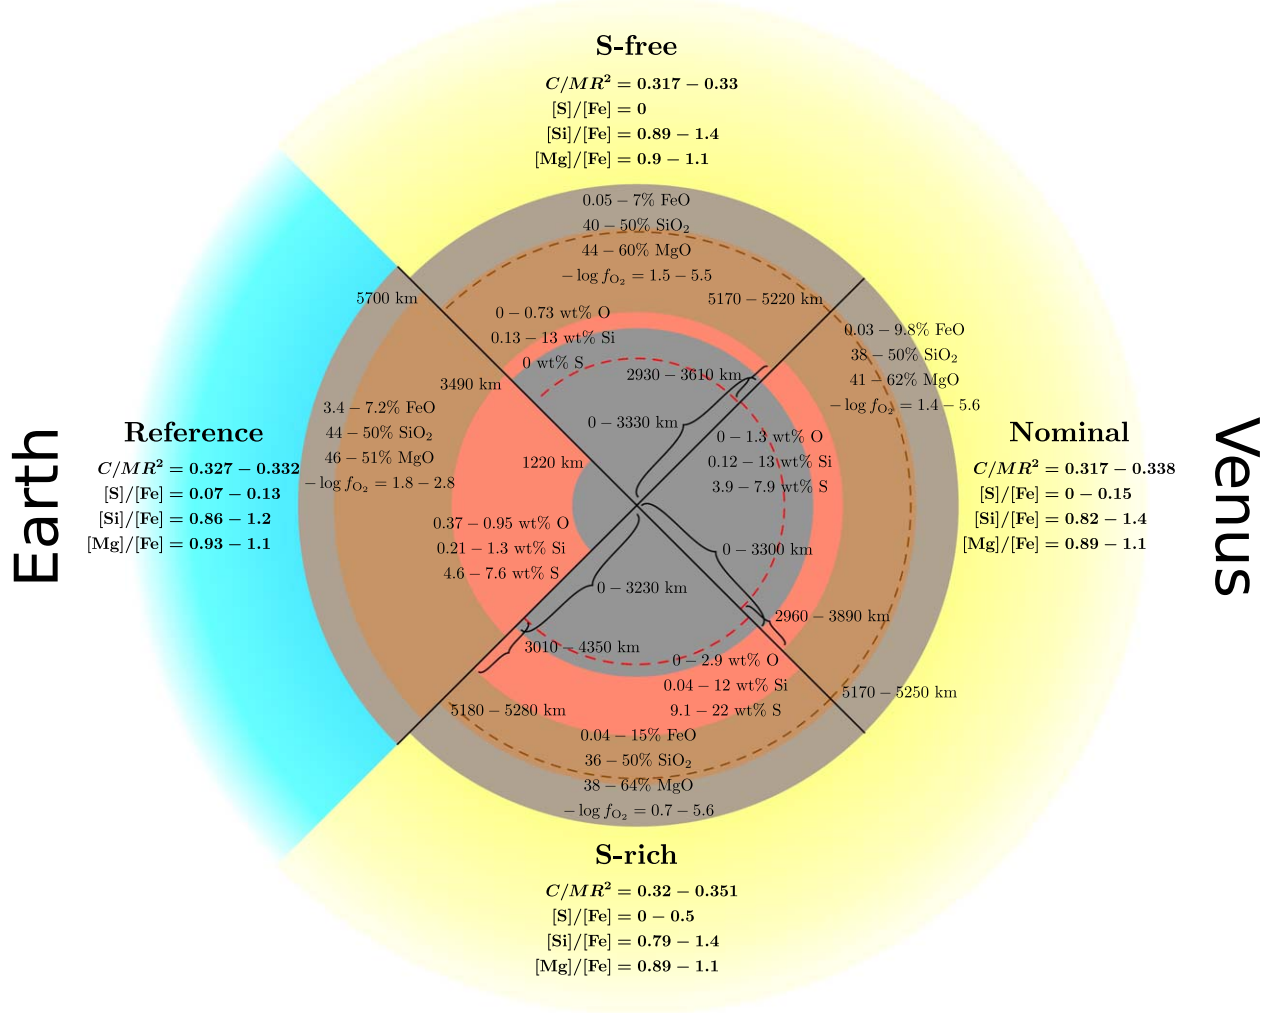 S-free
C/MR² = 0.317 − 0.33
[S]/[Fe] = 0
[Si]/[Fe] = 0.89 − 1.4
[Mg]/[Fe] = 0.9 − 1.1
0.05 − 7% FeO
40 − 50% SiO₂
44 − 60% MgO
− log f_O₂ = 1.5 − 5.5
5700 km
5170 − 5220 km
0 − 0.73 wt% O
0.13 − 13 wt% Si
0 wt% S
2930 − 3610 km
3490 km
0 − 3330 km
1220 km
Earth
Reference
C/MR² = 0.327 − 0.332
[S]/[Fe] = 0.07 − 0.13
[Si]/[Fe] = 0.86 − 1.2
[Mg]/[Fe] = 0.93 − 1.1
3.4 − 7.2% FeO
44 − 50% SiO₂
46 − 51% MgO
− log f_O₂ = 1.8 − 2.8
0.37 − 0.95 wt% O
0.21 − 1.3 wt% Si
4.6 − 7.6 wt% S
0.03 − 9.8% FeO
38 − 50% SiO₂
41 − 62% MgO
− log f_O₂ = 1.4 − 5.6
0 − 1.3 wt% O
0.12 − 13 wt% Si
3.9 − 7.9 wt% S
Nominal
C/MR² = 0.317 − 0.338
[S]/[Fe] = 0 − 0.15
[Si]/[Fe] = 0.82 − 1.4
[Mg]/[Fe] = 0.89 − 1.1
Venus
0 − 3300 km
0 − 3230 km
2960 − 3890 km
3010 − 4350 km
5170 − 5250 km
5180 − 5280 km
0 − 2.9 wt% O
0.04 − 12 wt% Si
9.1 − 22 wt% S
0.04 − 15% FeO
36 − 50% SiO₂
38 − 64% MgO
− log f_O₂ = 0.7 − 5.6
S-rich
C/MR² = 0.32 − 0.351
[S]/[Fe] = 0 − 0.5
[Si]/[Fe] = 0.79 − 1.4
[Mg]/[Fe] = 0.89 − 1.1